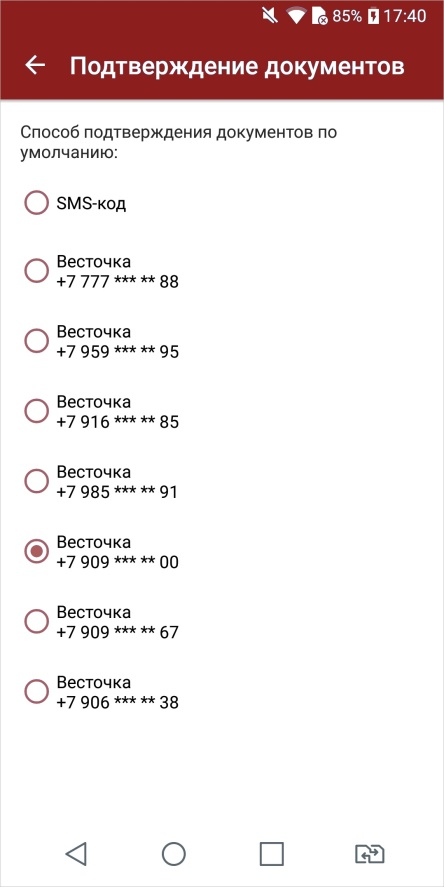 85% 17:40
Подтверждение документов
Способ подтверждения документов по
умолчанию:
SMS-код
Весточка
+7 777 *** ** 88
Весточка
+7 959 *** ** 95
Весточка
+7 916 *** ** 85
Весточка
+7 985 *** ** 91
Весточка
+7 909 *** ** 00
Весточка
+7 909 *** ** 67
Весточка
+7 906 *** ** 38